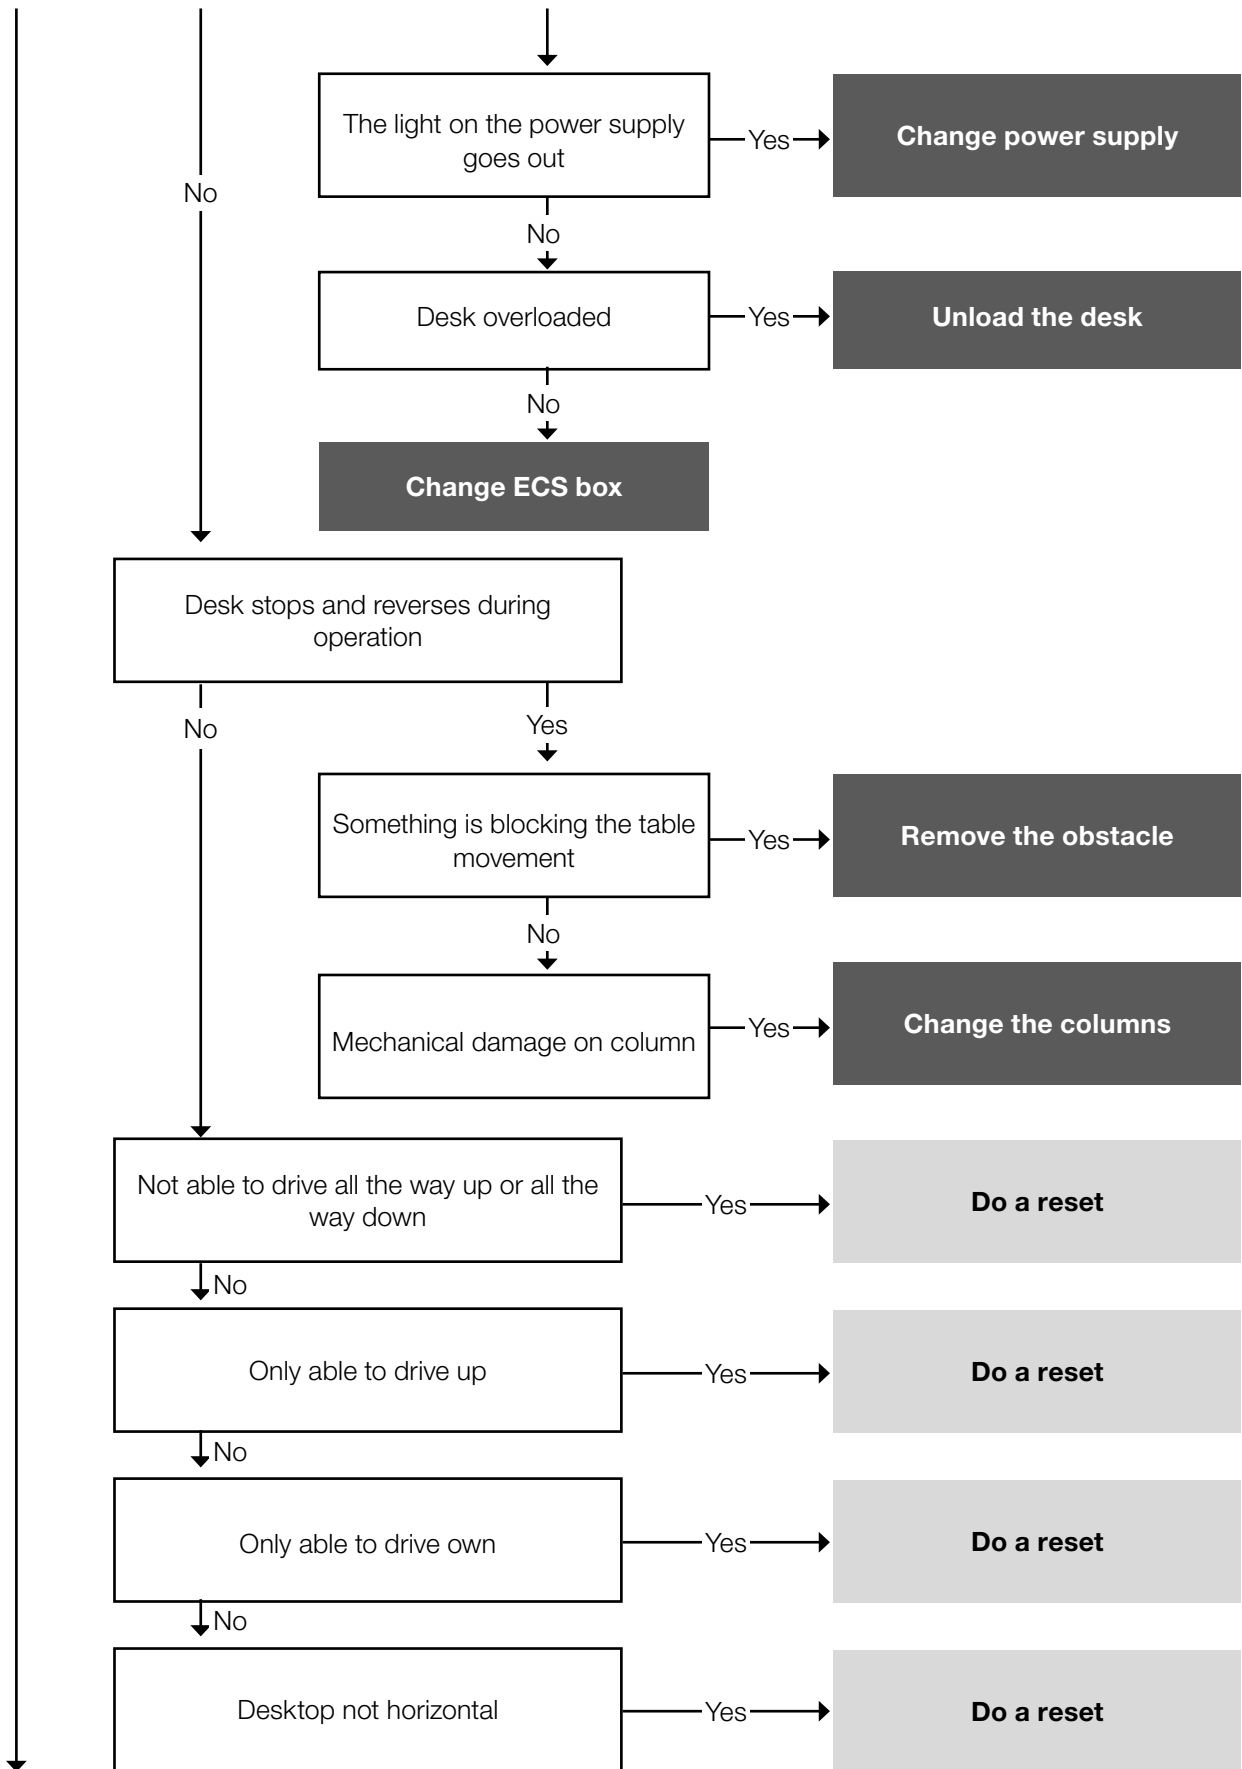 The light on the power supply
goes out
Yes
Change power supply
No
No
Desk overloaded
Yes
Unload the desk
No
Change ECS box
Desk stops and reverses during
operation
No
Yes
Something is blocking the table
movement
Yes
Remove the obstacle
No
Mechanical damage on column
Yes
Change the columns
Not able to drive all the way up or all the
way down
Yes
Do a reset
No
Only able to drive up
Yes
Do a reset
No
Only able to drive own
Yes
Do a reset
No
Desktop not horizontal
Yes
Do a reset